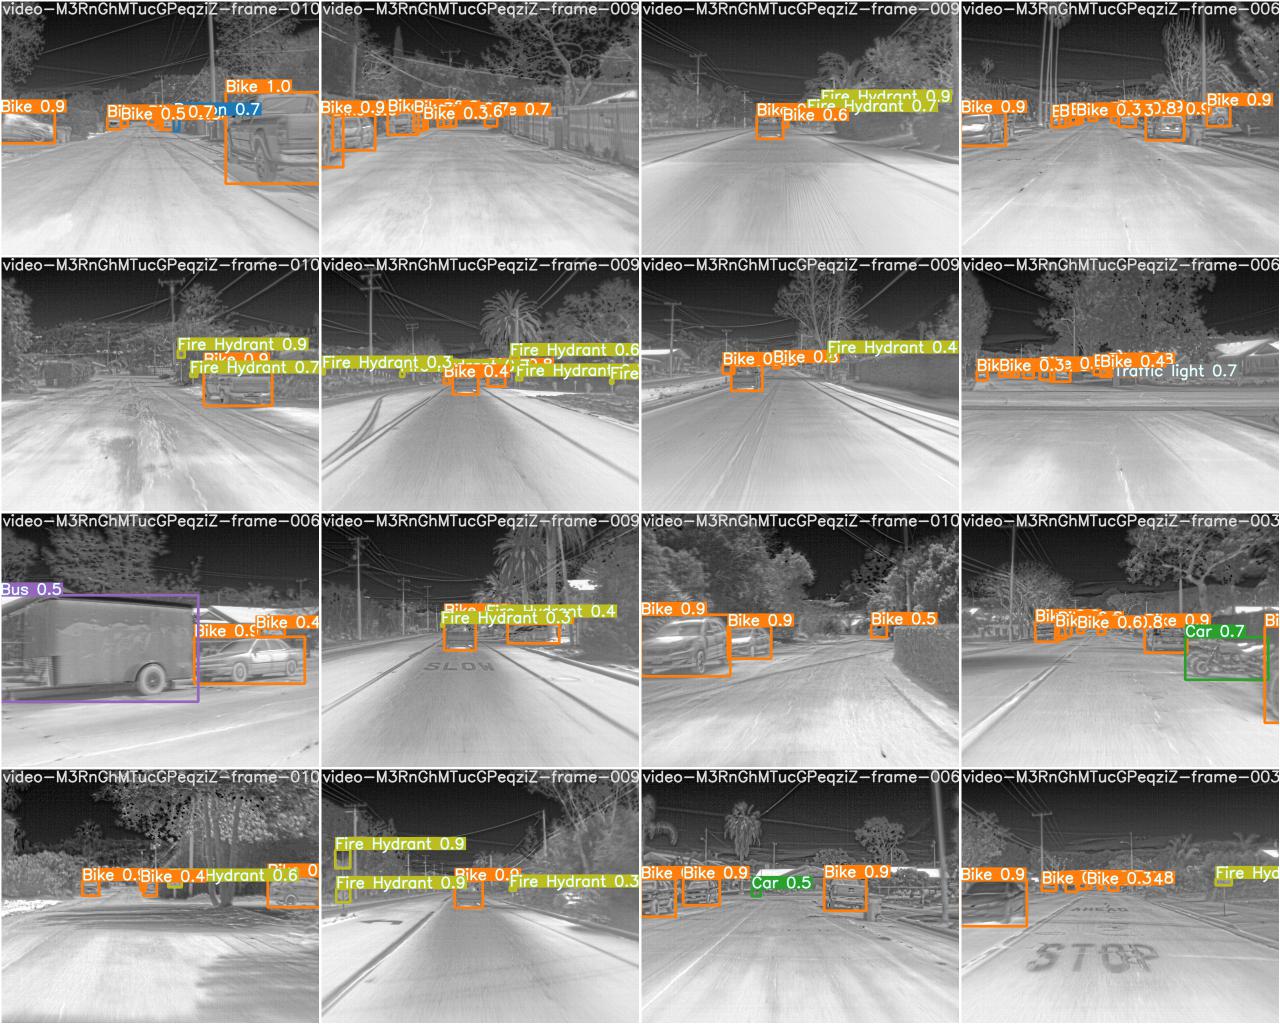 video-M3RnGhMTucGPeqziZ-frame-010
Bike 1.0
Bike 0.9
Bike 0.5
0.7
n 0.7
video-M3RnGhMTucGPeqziZ-frame-009
0.9
0.7
video-M3RnGhMTucGPeqziZ-frame-009
Fire Hydrant 0.9
Fire Hydrant 0.7
Bike 0.6
video-M3RnGhMTucGPeqziZ-frame-006
Bike 0.9
Bike 0.9
video-M3RnGhMTucGPeqziZ-frame-010
Fire Hydrant 0.9
Bike 0.9
Fire Hydrant 0.7
video-M3RnGhMTucGPeqziZ-frame-009
Fire Hydrant 0.6
Fire Hydrant 0.3
Bike 0.4
Fire
video-M3RnGhMTucGPeqziZ-frame-009
Fire Hydrant 0.4
Bike
Bike
video-M3RnGhMTucGPeqziZ-frame-006
Traffic light 0.7
video-M3RnGhMTucGPeqziZ-frame-006
Bus 0.5
Bike 0.9
Bike 0.4
video-M3RnGhMTucGPeqziZ-frame-009
Fire Hydrant 0.4
Fire Hydrant 0.3
SLOW
video-M3RnGhMTucGPeqziZ-frame-010
Bike 0.9
Bike 0.9
Bike 0.5
video-M3RnGhMTucGPeqziZ-frame-003
Bike 0.6
0.9
Car 0.7
Bi
video-M3RnGhMTucGPeqziZ-frame-010
Bike 0.9
Bike 0.4
Hydrant 0.6
video-M3RnGhMTucGPeqziZ-frame-009
Fire Hydrant 0.9
Fire Hydrant 0.9
Fire Hydrant 0.3
video-M3RnGhMTucGPeqziZ-frame-006
Bike 0.9
Car 0.5
Bike 0.9
video-M3RnGhMTucGPeqziZ-frame-003
Bike 0.9
Fire Hyd
AHEAD
STOP